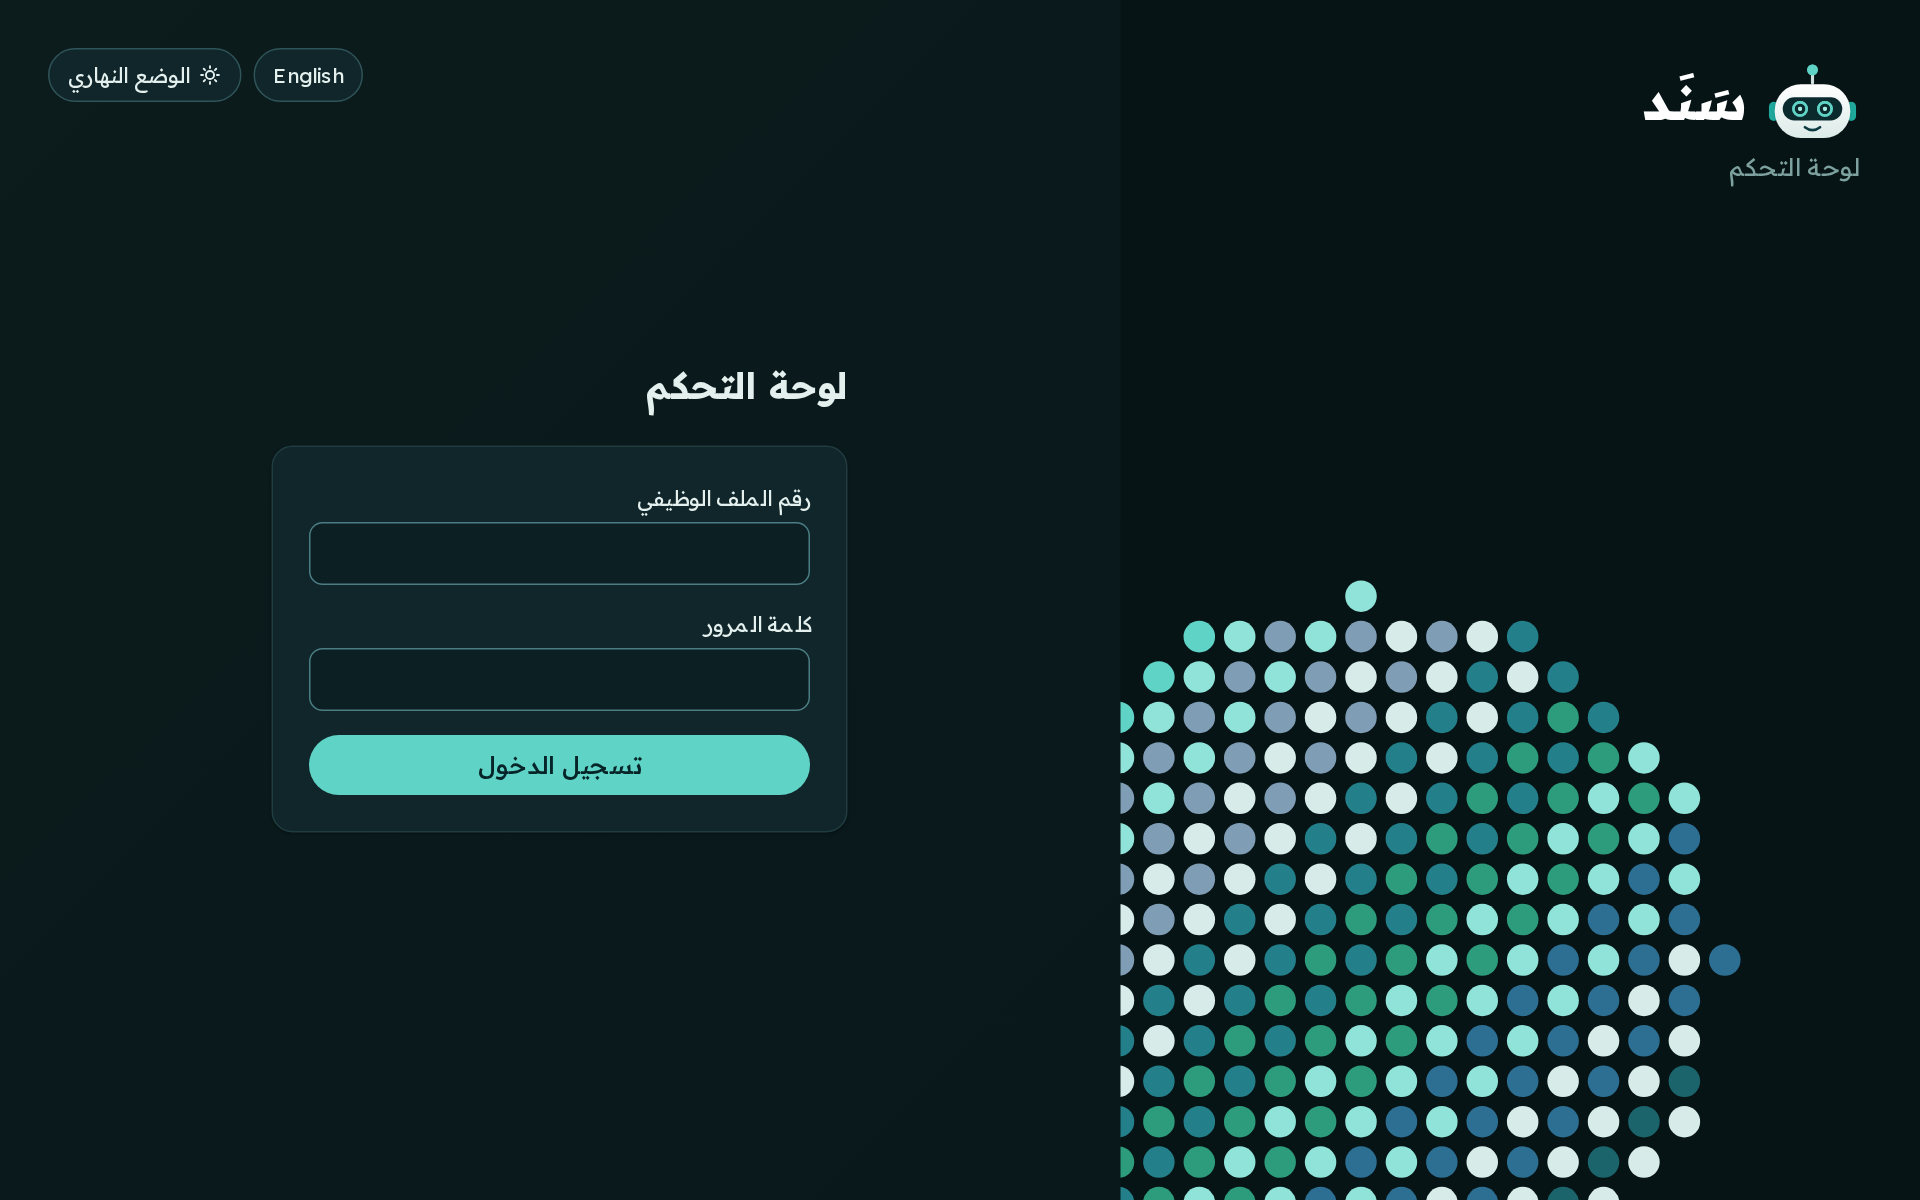 سَنَد
لوحة التحكم
English
الوضع النهاري
لوحة التحكم
رقم الملف الوظيفي
كلمة المرور
تسجيل الدخول